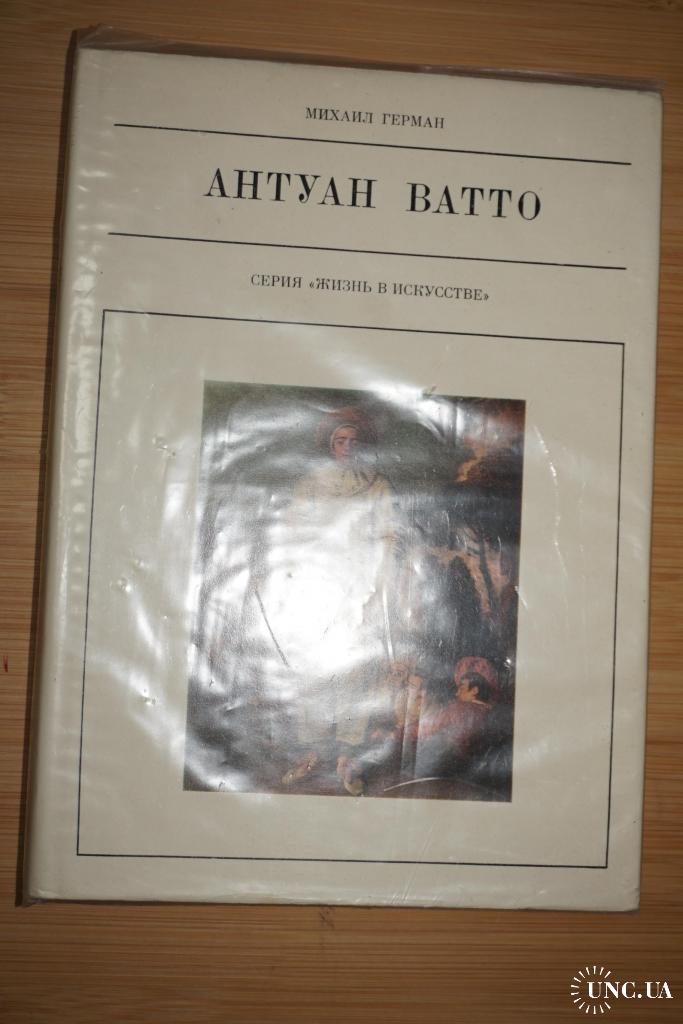 МИХАИЛ ГЕРМАН
АНТУАН ВАТТО
СЕРИЯ «ЖИЗНЬ В ИСКУССТВЕ»
UNC.UA